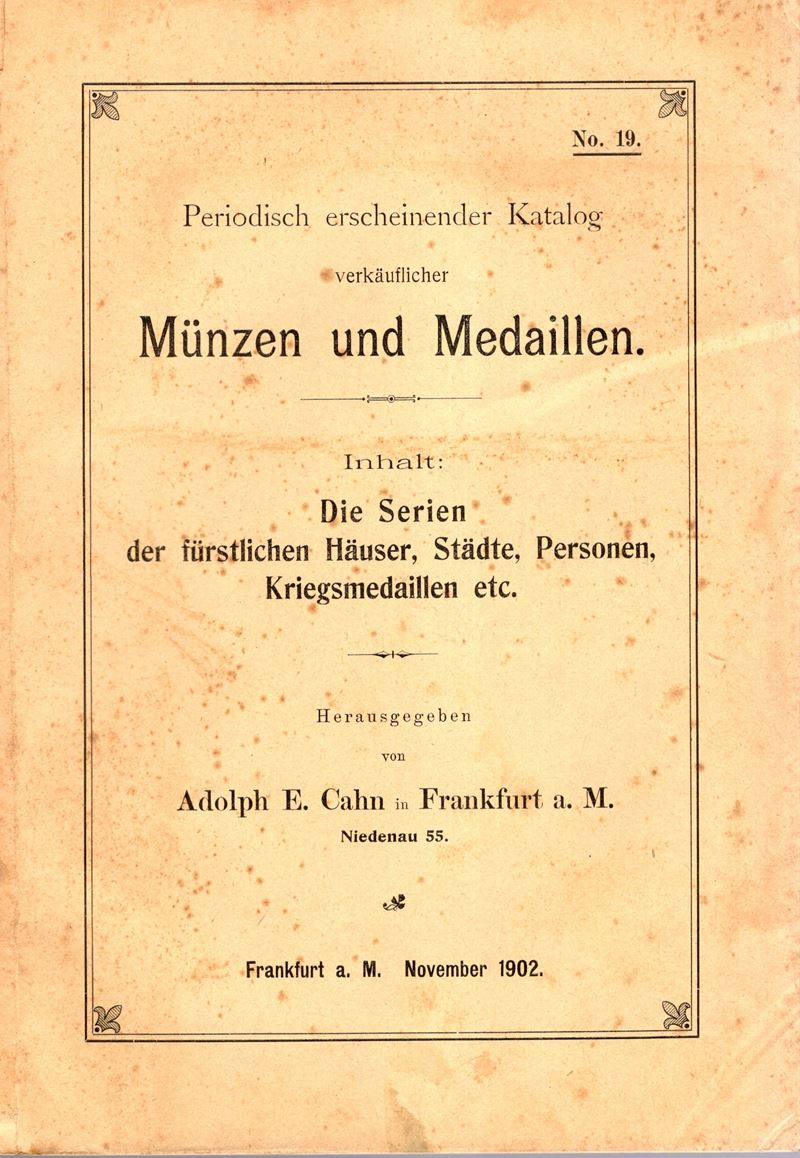 No. 19.
Periodisch erscheinender Katalog
verkäuflicher
Münzen und Medaillen.
Inhalt:
Die Serien
der fürstlichen Häuser, Städte, Personen,
Kriegsmedaillen etc.
Herausgegeben
von
Adolph E. Cahn in Frankfurt a. M.
Niedenau 55.
Frankfurt a. M. November 1902.